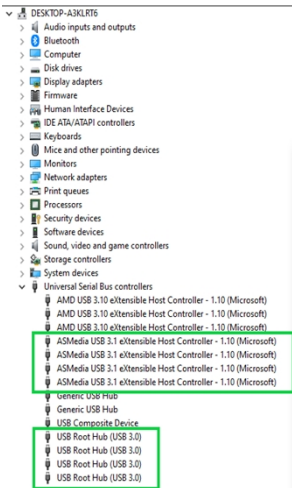 DESKTOP-A3KLRT6
Audio inputs and outputs
Bluetooth
Computer
Disk drives
Display adapters
Firmware
Human Interface Devices
IDE ATA/ATAPI controllers
Keyboards
Mice and other pointing devices
Monitors
Network adapters
Print queues
Processors
Security devices
Software devices
Sound, video and game controllers
Storage controllers
System devices
Universal Serial Bus controllers
AMD USB 3.10 eXtensible Host Controller - 1.10 (Microsoft)
AMD USB 3.10 eXtensible Host Controller - 1.10 (Microsoft)
AMD USB 3.10 eXtensible Host Controller - 1.10 (Microsoft)
ASMedia USB 3.1 eXtensible Host Controller - 1.10 (Microsoft)
ASMedia USB 3.1 eXtensible Host Controller - 1.10 (Microsoft)
ASMedia USB 3.1 eXtensible Host Controller - 1.10 (Microsoft)
ASMedia USB 3.1 eXtensible Host Controller - 1.10 (Microsoft)
Generic USB Hub
Generic USB Hub
USB Composite Device
USB Root Hub (USB 3.0)
USB Root Hub (USB 3.0)
USB Root Hub (USB 3.0)
USB Root Hub (USB 3.0)